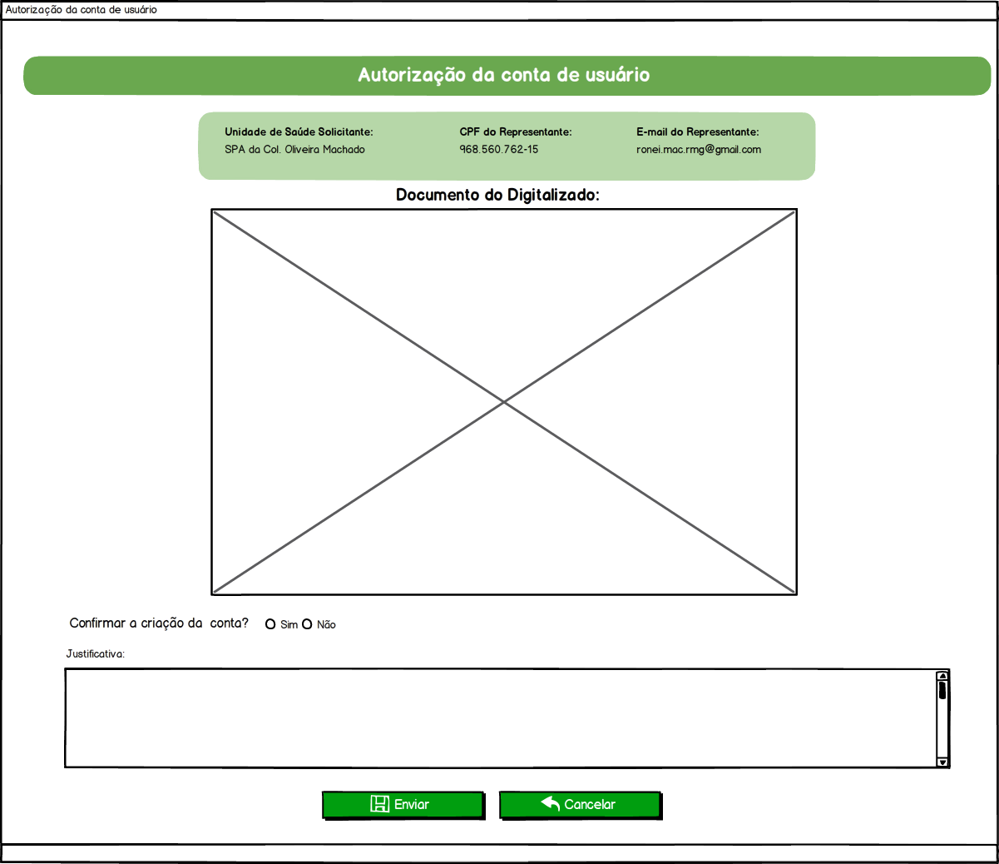 Autorização da conta de usuário
Autorização da conta de usuário
Unidade de Saúde Solicitante: CPF do Representante: E-mail do Representante:
SPA da Col. Oliveira Machado 968.560.762-15 ronei.mac.rmg@gmail.com
Documento do Digitalizado:
Confirmar a criação da conta? Sim Não
Justificativa:
Enviar Cancelar